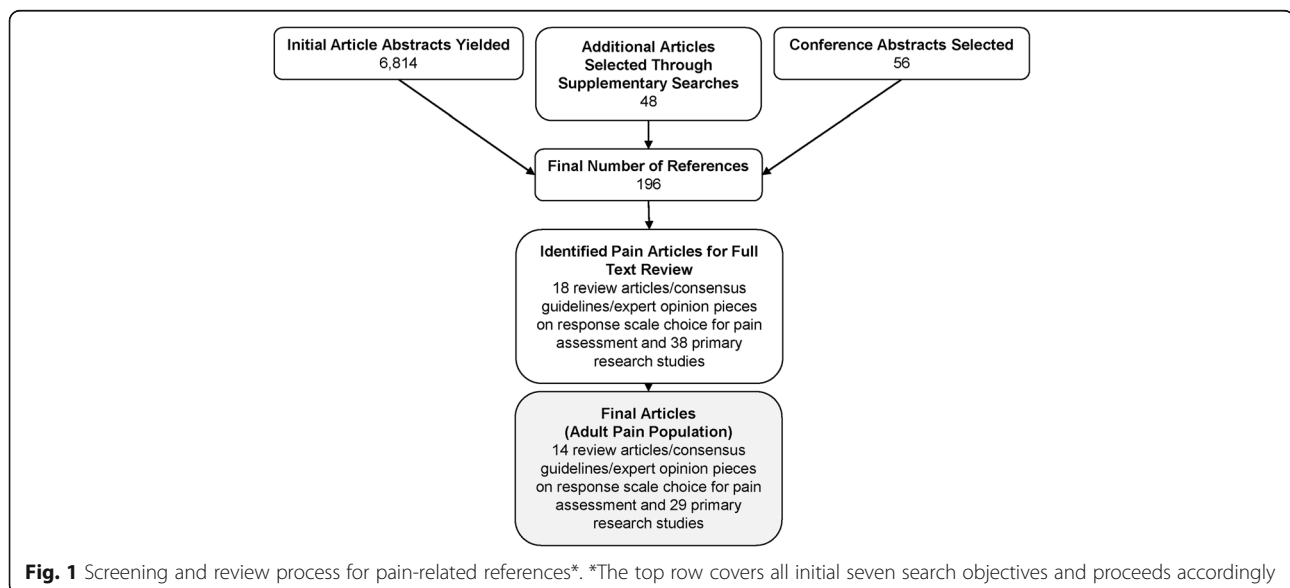 Initial Article Abstracts Yielded
6,814
Additional Articles
Selected Through
Supplementary Searches
48
Conference Abstracts Selected
56
Final Number of References
196
Identified Pain Articles for Full
Text Review
18 review articles/consensus
guidelines/expert opinion pieces
on response scale choice for pain
assessment and 38 primary
research studies
Final Articles
(Adult Pain Population)
14 review articles/consensus
guidelines/expert opinion pieces
on response scale choice for pain
assessment and 29 primary
research studies
Fig. 1 Screening and review process for pain-related references*. *The top row covers all initial seven search objectives and proceeds accordingly